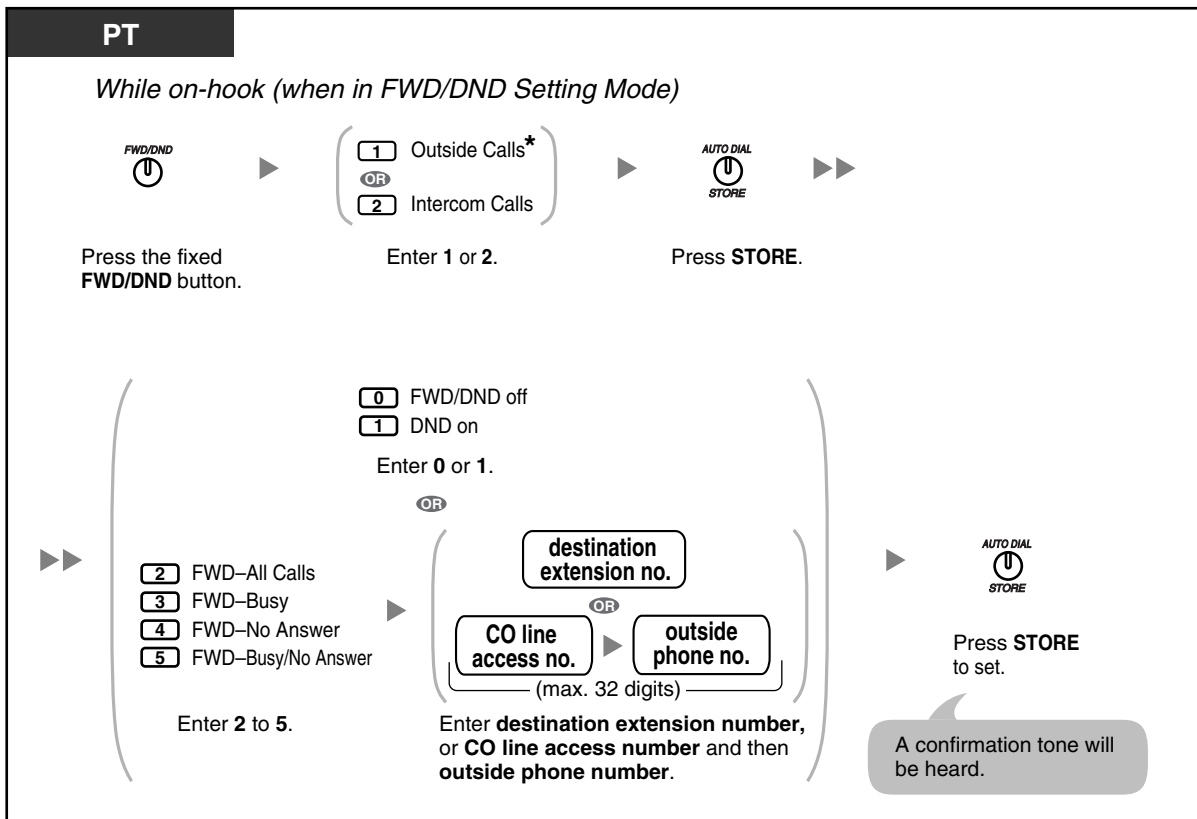 PT
While on-hook (when in FWD/DND Setting Mode)
FWD/DND
1 Outside Calls*
OR
2 Intercom Calls
AUTO DIAL
STORE
Press the fixed
FWD/DND button.
Enter 1 or 2.
Press STORE.
0 FWD/DND off
1 DND on
Enter 0 or 1.
OR
2 FWD–All Calls
3 FWD–Busy
4 FWD–No Answer
5 FWD–Busy/No Answer
Enter 2 to 5.
destination
extension no.
OR
CO line
access no.
outside
phone no.
(max. 32 digits)
Enter destination extension number,
or CO line access number and then
outside phone number.
AUTO DIAL
STORE
Press STORE
to set.
A confirmation tone will
be heard.